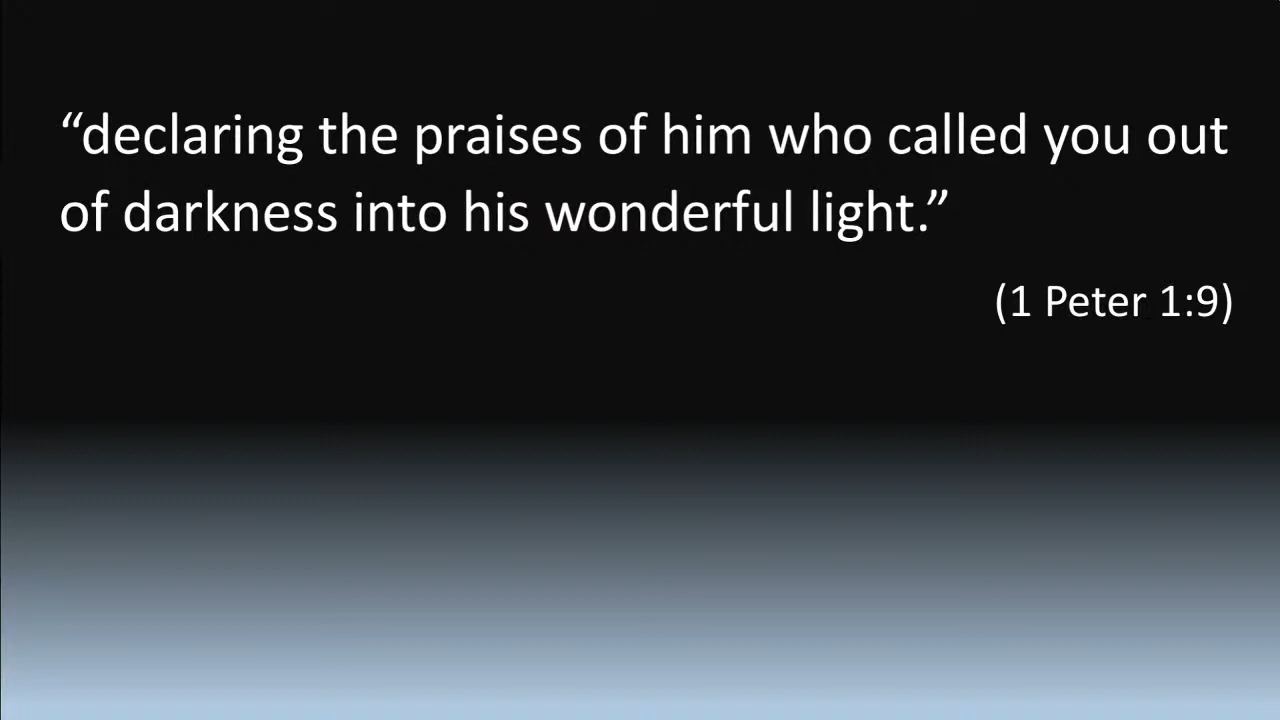 “declaring the praises of him who called you out
of darkness into his wonderful light.”
(1 Peter 1:9)